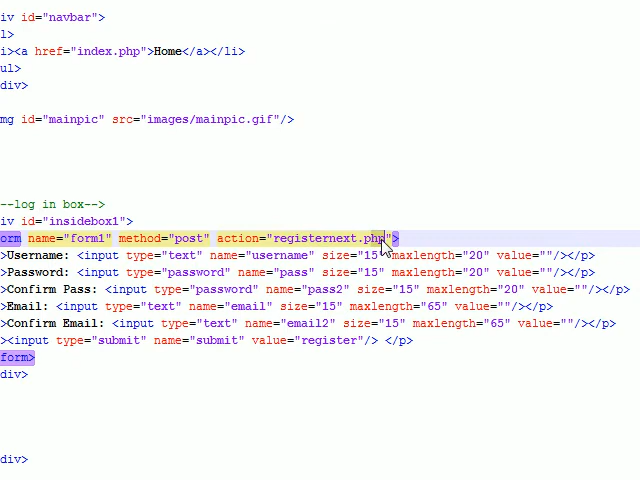 iv id="navbar">
l>
i><a href="index.php">Home</a></li>
ul>
div>
mg id="mainpic" src="images/mainpic.gif"/>
--log in box-->
iv id="insidebox1">
orm name="form1" method="post" action="registernext.php">
>Username: <input type="text" name="username" size="15" maxlength="20" value=""/></p>
>Password: <input type="password" name="pass" size="15" maxlength="20" value=""/></p>
>Confirm Pass: <input type="password" name="pass2" size="15" maxlength="20" value=""/></p>
>Email: <input type="text" name="email" size="15" maxlength="65" value=""/></p>
>Confirm Email: <input type="text" name="email2" size="15" maxlength="65" value=""/></p>
><input type="submit" name="submit" value="register"/> </p>
form>
div>
div>